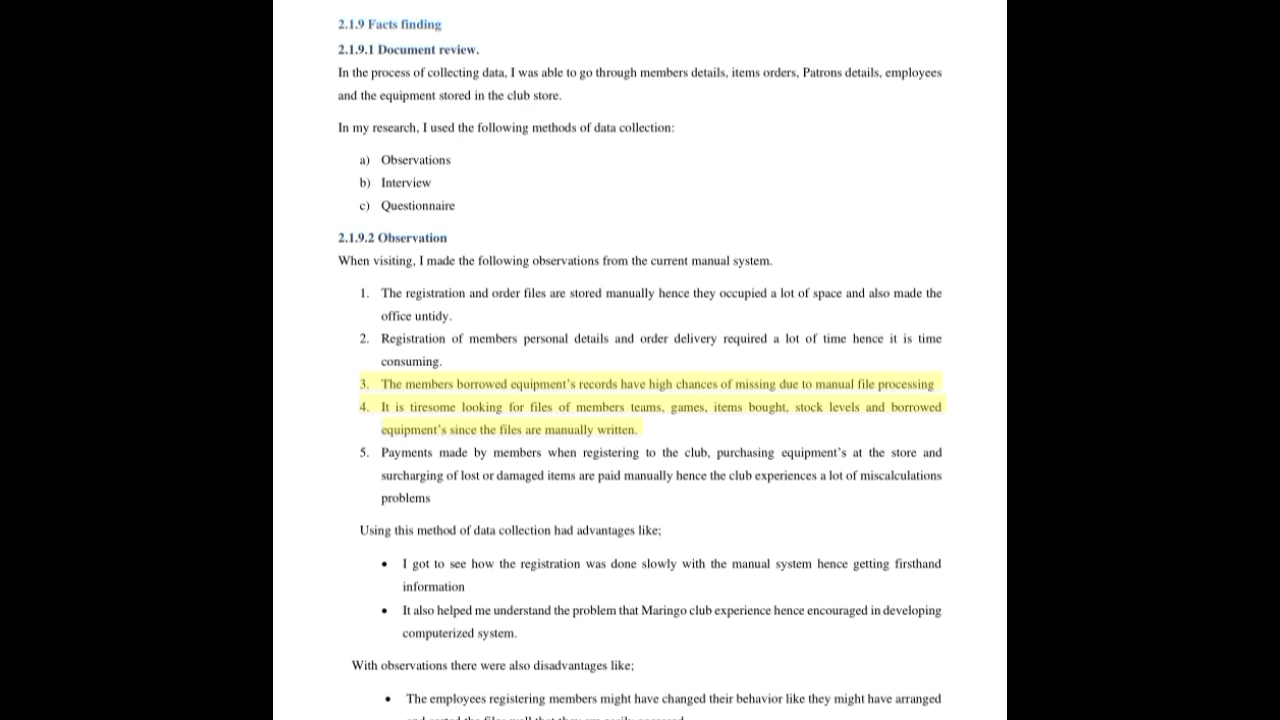 2.1.9 Facts finding
2.1.9.1 Document review.
In the process of collecting data, I was able to go through members details, items orders, Patrons details, employees
and the equipment stored in the club store.
In my research, I used the following methods of data collection:
a) Observations
b) Interview
c) Questionnaire
2.1.9.2 Observation
When visiting, I made the following observations from the current manual system.
1. The registration and order files are stored manually hence they occupied a lot of space and also made the
office untidy.
2. Registration of members personal details and order delivery required a lot of time hence it is time
consuming.
3. The members borrowed equipment's records have high chances of missing due to manual file processing
4. It is tiresome looking for files of members teams, games, items bought, stock levels and borrowed
equipment's since the files are manually written.
5. Payments made by members when registering to the club, purchasing equipment's at the store and
surcharging of lost or damaged items are paid manually hence the club experiences a lot of miscalculations
problems
Using this method of data collection had advantages like;
• I got to see how the registration was done slowly with the manual system hence getting firsthand
information
• It also helped me understand the problem that Maringo club experience hence encouraged in developing
computerized system.
With observations there were also disadvantages like;
• The employees registering members might have changed their behavior like they might have arranged